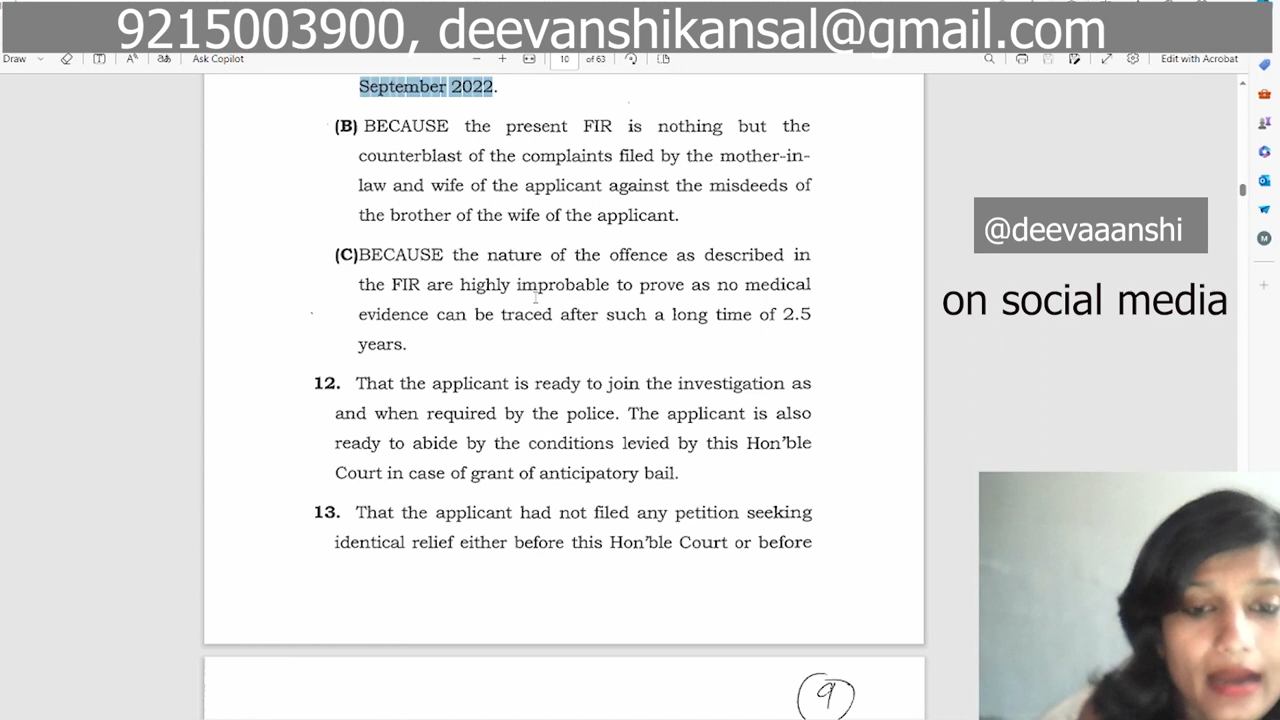 9215003900, deevanshikansal@gmail.com
Draw
Ask Copilot
10 of 63
Edit with Acrobat
September 2022.
(B) BECAUSE the present FIR is nothing but the
counterblast of the complaints filed by the mother-in-
law and wife of the applicant against the misdeeds of
the brother of the wife of the applicant.
(C)BECAUSE the nature of the offence as described in
the FIR are highly improbable to prove as no medical
evidence can be traced after such a long time of 2.5
years.
12. That the applicant is ready to join the investigation as
and when required by the police. The applicant is also
ready to abide by the conditions levied by this Hon'ble
Court in case of grant of anticipatory bail.
13. That the applicant had not filed any petition seeking
identical relief either before this Hon'ble Court or before
9
@deevaaanshi
on social media